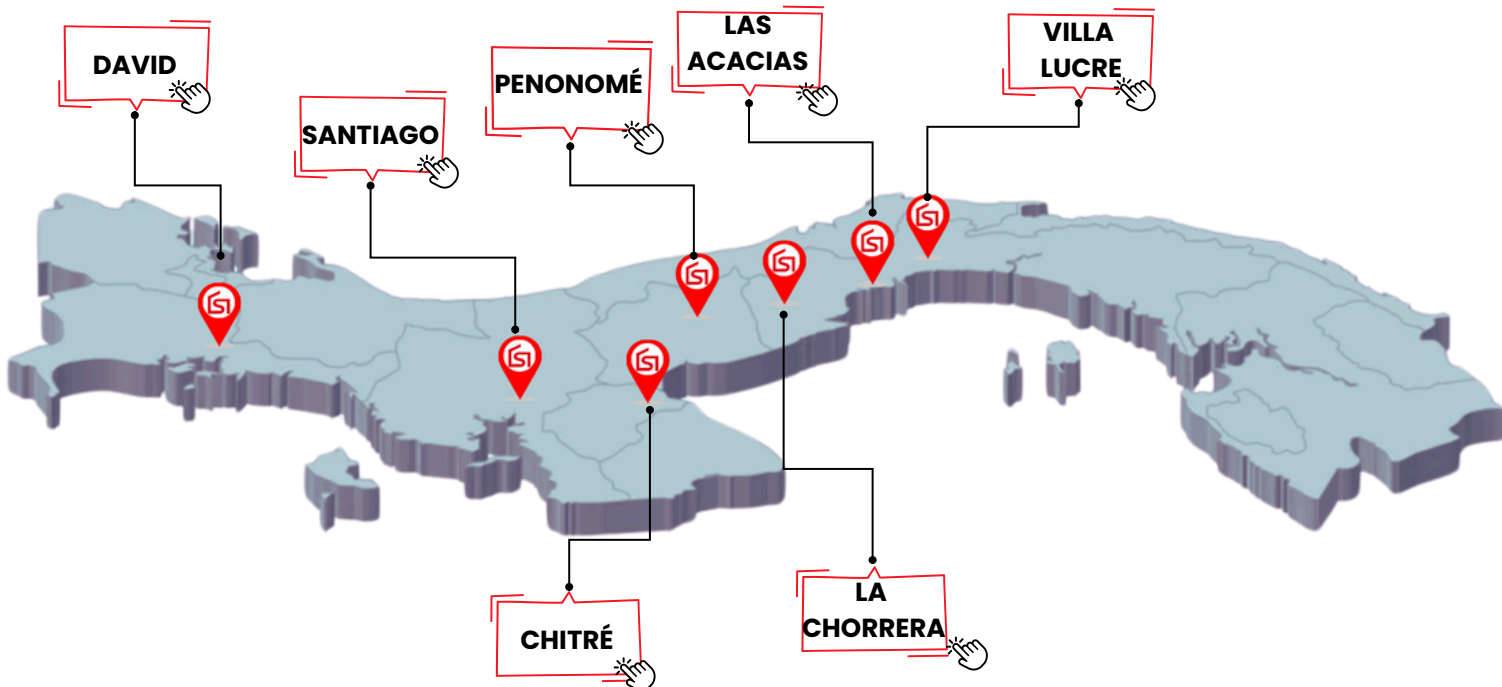 DAVID
SANTIAGO
PENONOMÉ
LAS
ACACIAS
VILLA
LUCRE
CHITRÉ
LA
CHORRERA